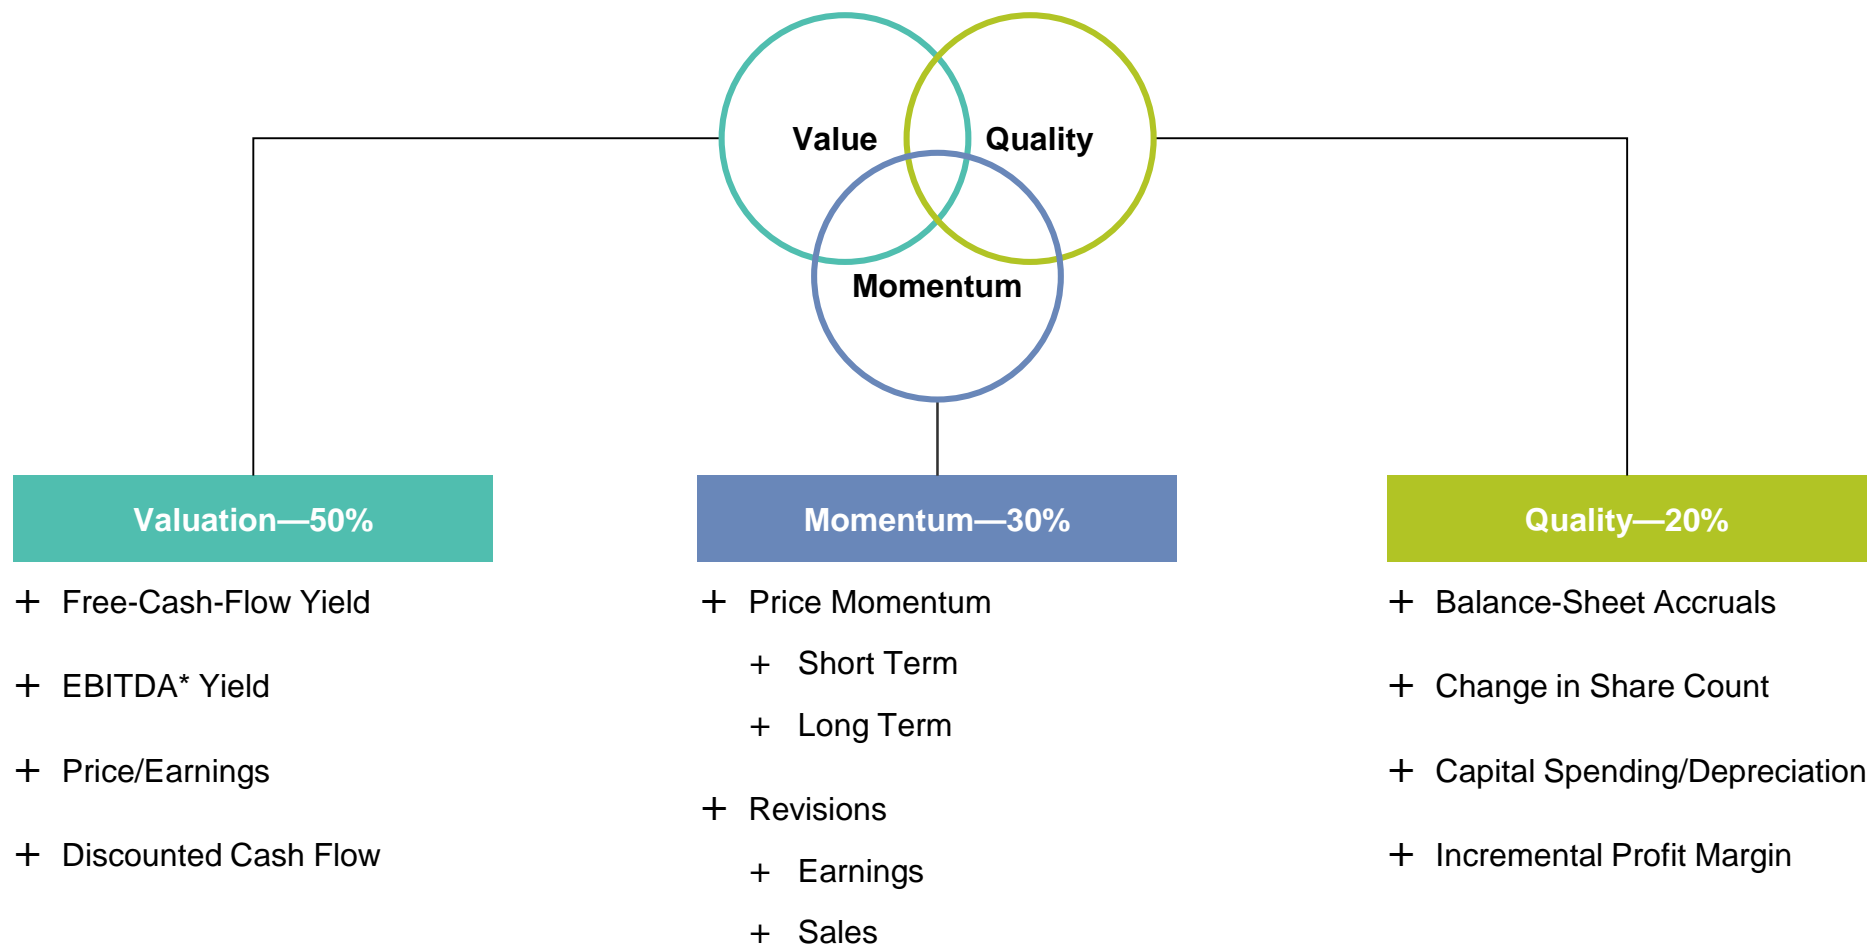 Value
Quality
Momentum
Valuation—50%
+ Free-Cash-Flow Yield
+ EBITDA* Yield
+ Price/Earnings
+ Discounted Cash Flow
Momentum—30%
+ Price Momentum
+ Short Term
+ Long Term
+ Revisions
+ Earnings
+ Sales
Quality—20%
+ Balance-Sheet Accruals
+ Change in Share Count
+ Capital Spending/Depreciation
+ Incremental Profit Margin